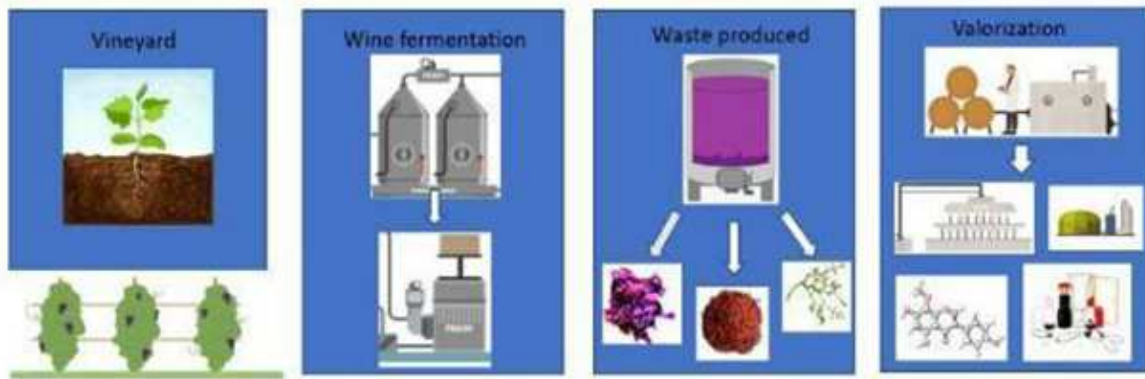 Vineyard
Wine fermentation
Waste produced
Valorization